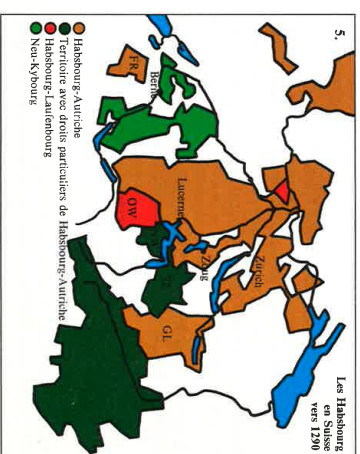 5.
Les Habsbourg
en Suisse
vers 1290
FR
Berne
Lucerne
OW
Zoug
Zurich
GL
Habsbourg-Autriche
Territoire avec droits particuliers de Habsbourg-Autriche
Habsbourg-Laufenbourg
Neu-Kybourg